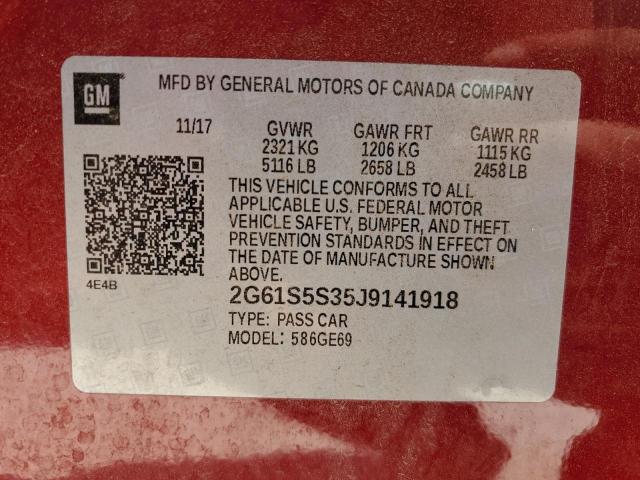 GM
MFD BY GENERAL MOTORS OF CANADA COMPANY
11/17 GVWR GAWR FRT GAWR RR
2321 KG 1206 KG 1115 KG
5116 LB 2658 LB 2458 LB
THIS VEHICLE CONFORMS TO ALL
APPLICABLE U.S. FEDERAL MOTOR
VEHICLE SAFETY, BUMPER, AND THEFT
PREVENTION STANDARDS IN EFFECT ON
THE DATE OF MANUFACTURE SHOWN
ABOVE.
4E4B
2G61S5S35J9141918
TYPE: PASS CAR
MODEL: 586GE69